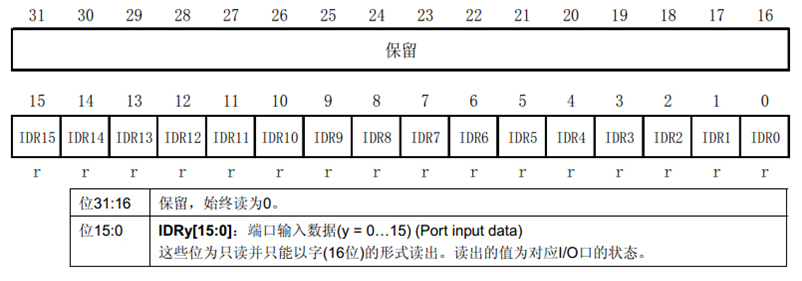 31 30 29 28 27 26 25 24 23 22 21 20 19 18 17 16
保留
15 14 13 12 11 10 9 8 7 6 5 4 3 2 1 0
IDR15 IDR14 IDR13 IDR12 IDR11 IDR10 IDR9 IDR8 IDR7 IDR6 IDR5 IDR4 IDR3 IDR2 IDR1 IDR0
r r r r r r r r r r r r r r r r
位31:16 保留，始终读为0。
位15:0 IDRy[15:0]：端口输入数据(y = 0…15) (Port input data)
这些位为只读并只能以字(16位)的形式读出。读出的值为对应I/O口的状态。